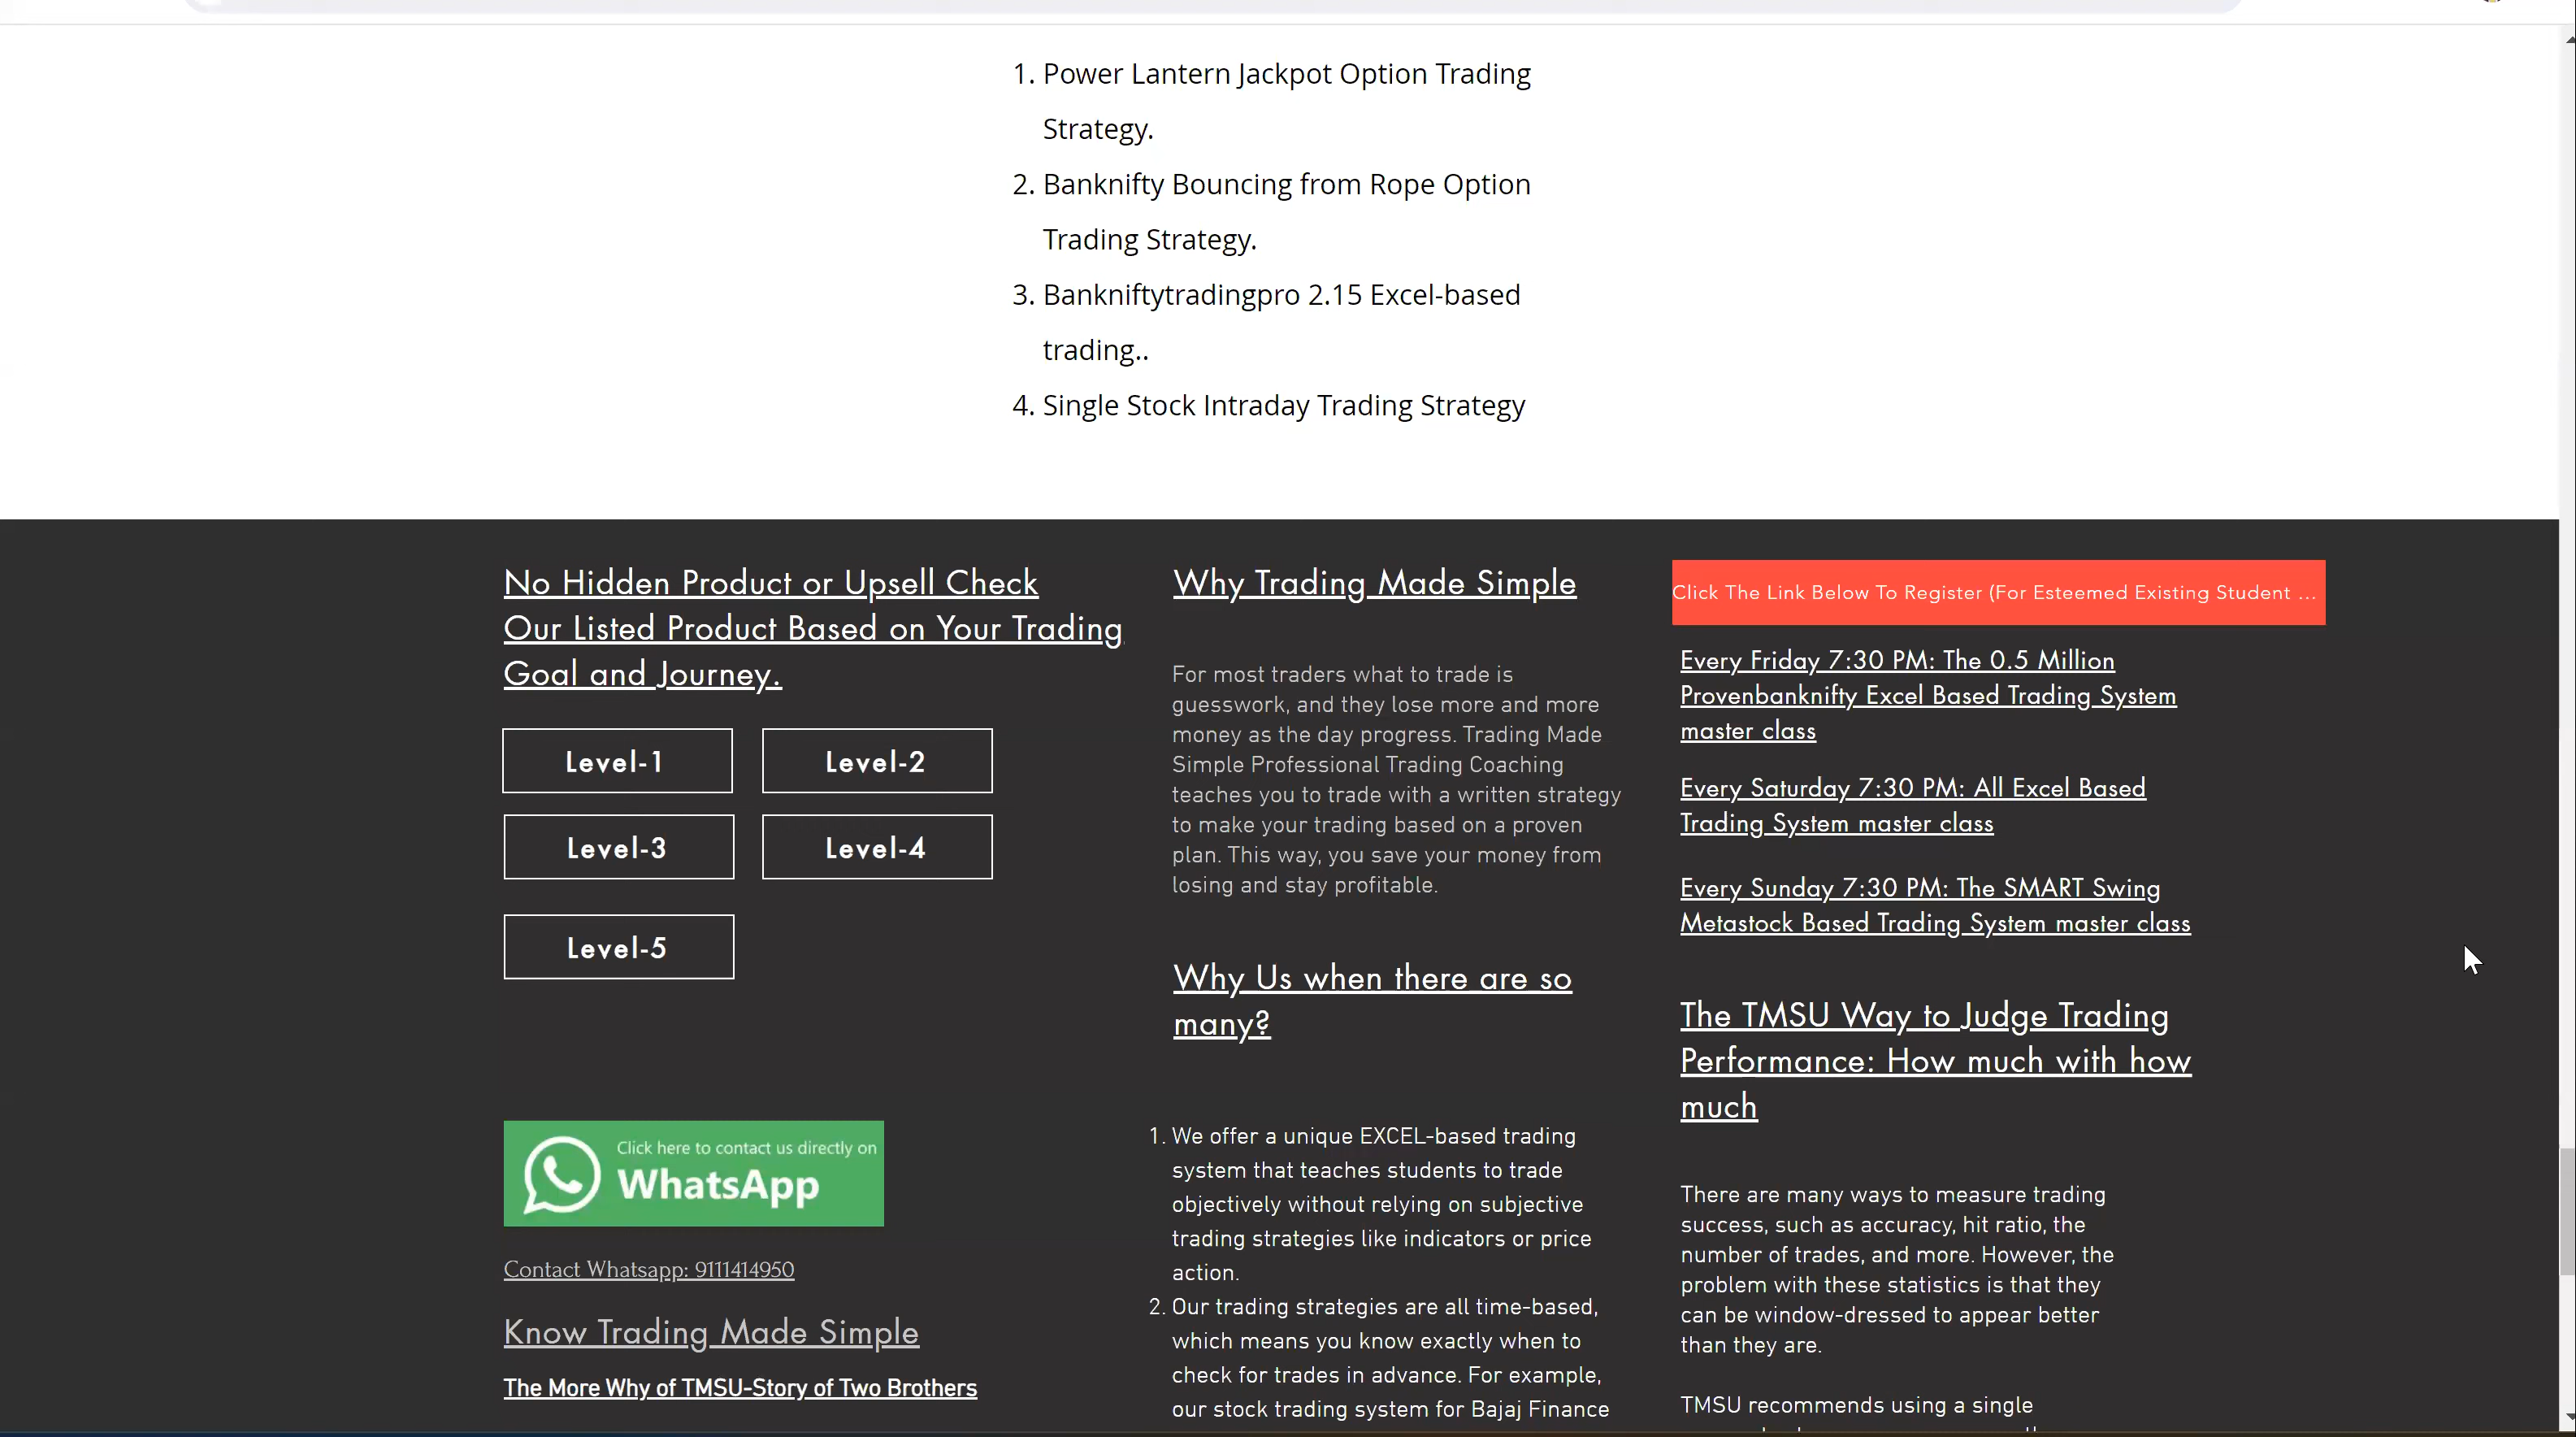 1. Power Lantern Jackpot Option Trading
Strategy.
2. Banknifty Bouncing from Rope Option
Trading Strategy.
3. Bankniftytradingpro 2.15 Excel-based
trading..
4. Single Stock Intraday Trading Strategy
No Hidden Product or Upsell Check
Our Listed Product Based on Your Trading
Goal and Journey.
Level-1
Level-2
Level-3
Level-4
Level-5
Click here to contact us directly on
WhatsApp
Contact Whatsapp: 9111414950
Know Trading Made Simple
The More Why of TMSU-Story of Two Brothers
Why Trading Made Simple
For most traders what to trade is
guesswork, and they lose more and more
money as the day progress. Trading Made
Simple Professional Trading Coaching
teaches you to trade with a written strategy
to make your trading based on a proven
plan. This way, you save your money from
losing and stay profitable.
Why Us when there are so
many?
1. We offer a unique EXCEL-based trading
system that teaches students to trade
objectively without relying on subjective
trading strategies like indicators or price
action.
2. Our trading strategies are all time-based,
which means you know exactly when to
check for trades in advance. For example,
our stock trading system for Bajaj Finance
Click The Link Below To Register (For Esteemed Existing Student ...
Every Friday 7:30 PM: The 0.5 Million
Provenbanknifty Excel Based Trading System
master class
Every Saturday 7:30 PM: All Excel Based
Trading System master class
Every Sunday 7:30 PM: The SMART Swing
Metastock Based Trading System master class
The TMSU Way to Judge Trading
Performance: How much with how
much
There are many ways to measure trading
success, such as accuracy, hit ratio, the
number of trades, and more. However, the
problem with these statistics is that they
can be window-dressed to appear better
than they are.
TMSU recommends using a single